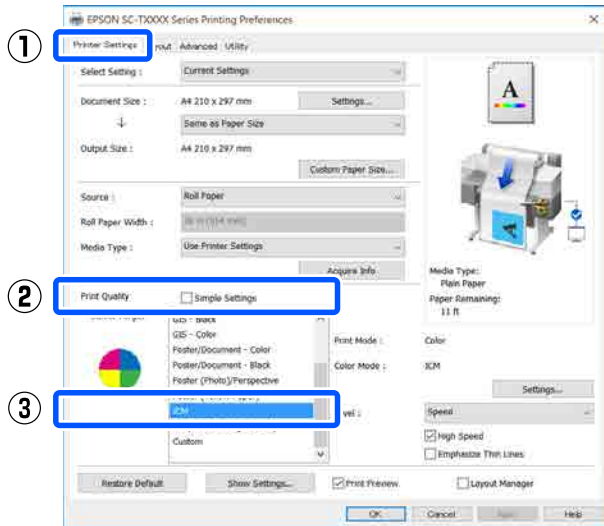 EPSON SC-TXXXX Series Printing Preferences
①
Printer Settings
Advanced
Utility
Select Setting :
Current Settings
Document Size :
A4 210 x 297 mm
Settings...
Same as Paper Size
Output Size :
A4 210 x 297 mm
Custom Paper Size...
A
Source :
Roll Paper
Roll Paper Width :
Media Type :
Use Printer Settings
Acquire Info
Media Type:
Plain Paper
Paper Remaining:
11 ft
②
Print Quality
Simple Settings
GIS - Black
GIS - Color
Poster/Document - Color
Poster/Document - Black
Poster (Photo)/Perspective
③
ICM
Custom
Print Mode :
Color
Color Mode :
ICM
Settings...
Speed
High Speed
Emphasize Thin Lines
Restore Default
Show Settings...
Print Preview
Layout Manager
OK
Cancel
Help